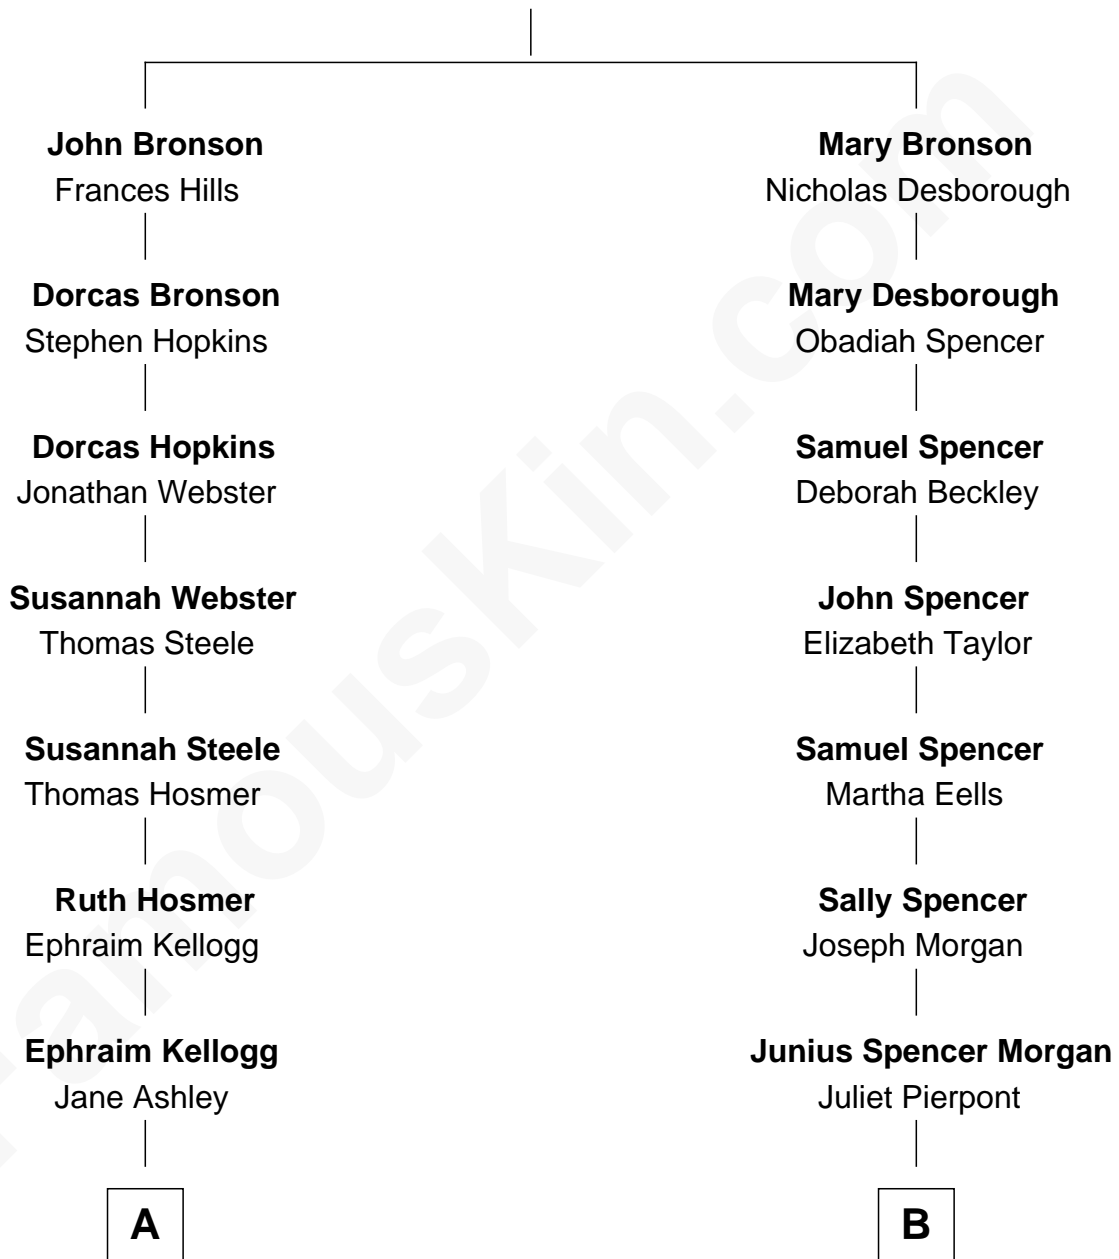 John Bronson
Frances Hills
Dorcas Bronson
Stephen Hopkins
Dorcas Hopkins
Jonathan Webster
Susannah Webster
Thomas Steele
Susannah Steele
Thomas Hosmer
Ruth Hosmer
Ephraim Kellogg
Ephraim Kellogg
Jane Ashley
A
Mary Bronson
Nicholas Desborough
Mary Desborough
Obadiah Spencer
Samuel Spencer
Deborah Beckley
John Spencer
Elizabeth Taylor
Samuel Spencer
Martha Eells
Sally Spencer
Joseph Morgan
Junius Spencer Morgan
Juliet Pierpont
B
FamousKin.com